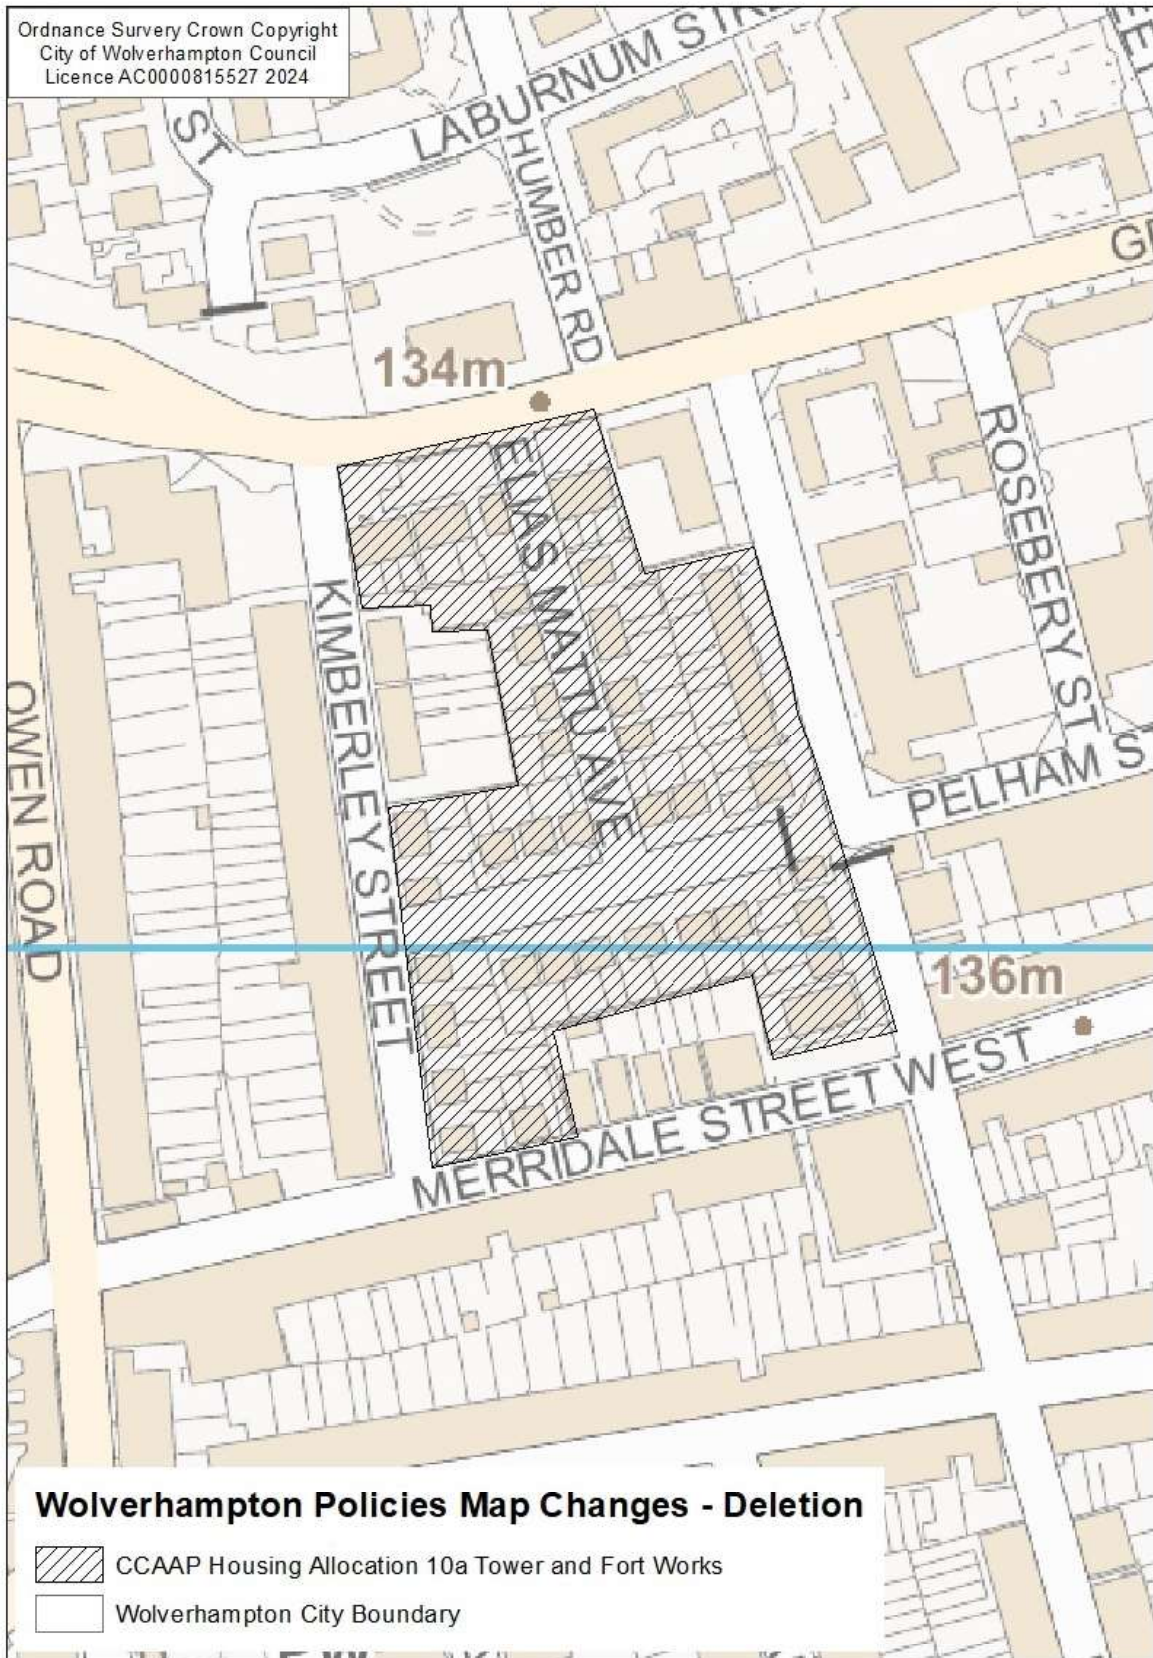 Ordnance Survery Crown Copyright
City of Wolverhampton Council
Licence AC0000815527 2024
LABURNUM STRE
ST
HUMBER RD
GR
134m
ELIAS MATTU AVE
ROSEBERY ST
KIMBERLEY STREET
OWEN ROAD
PELHAM S
136m
MERRIDALE STREET WEST
Wolverhampton Policies Map Changes - Deletion
CCAAP Housing Allocation 10a Tower and Fort Works
Wolverhampton City Boundary